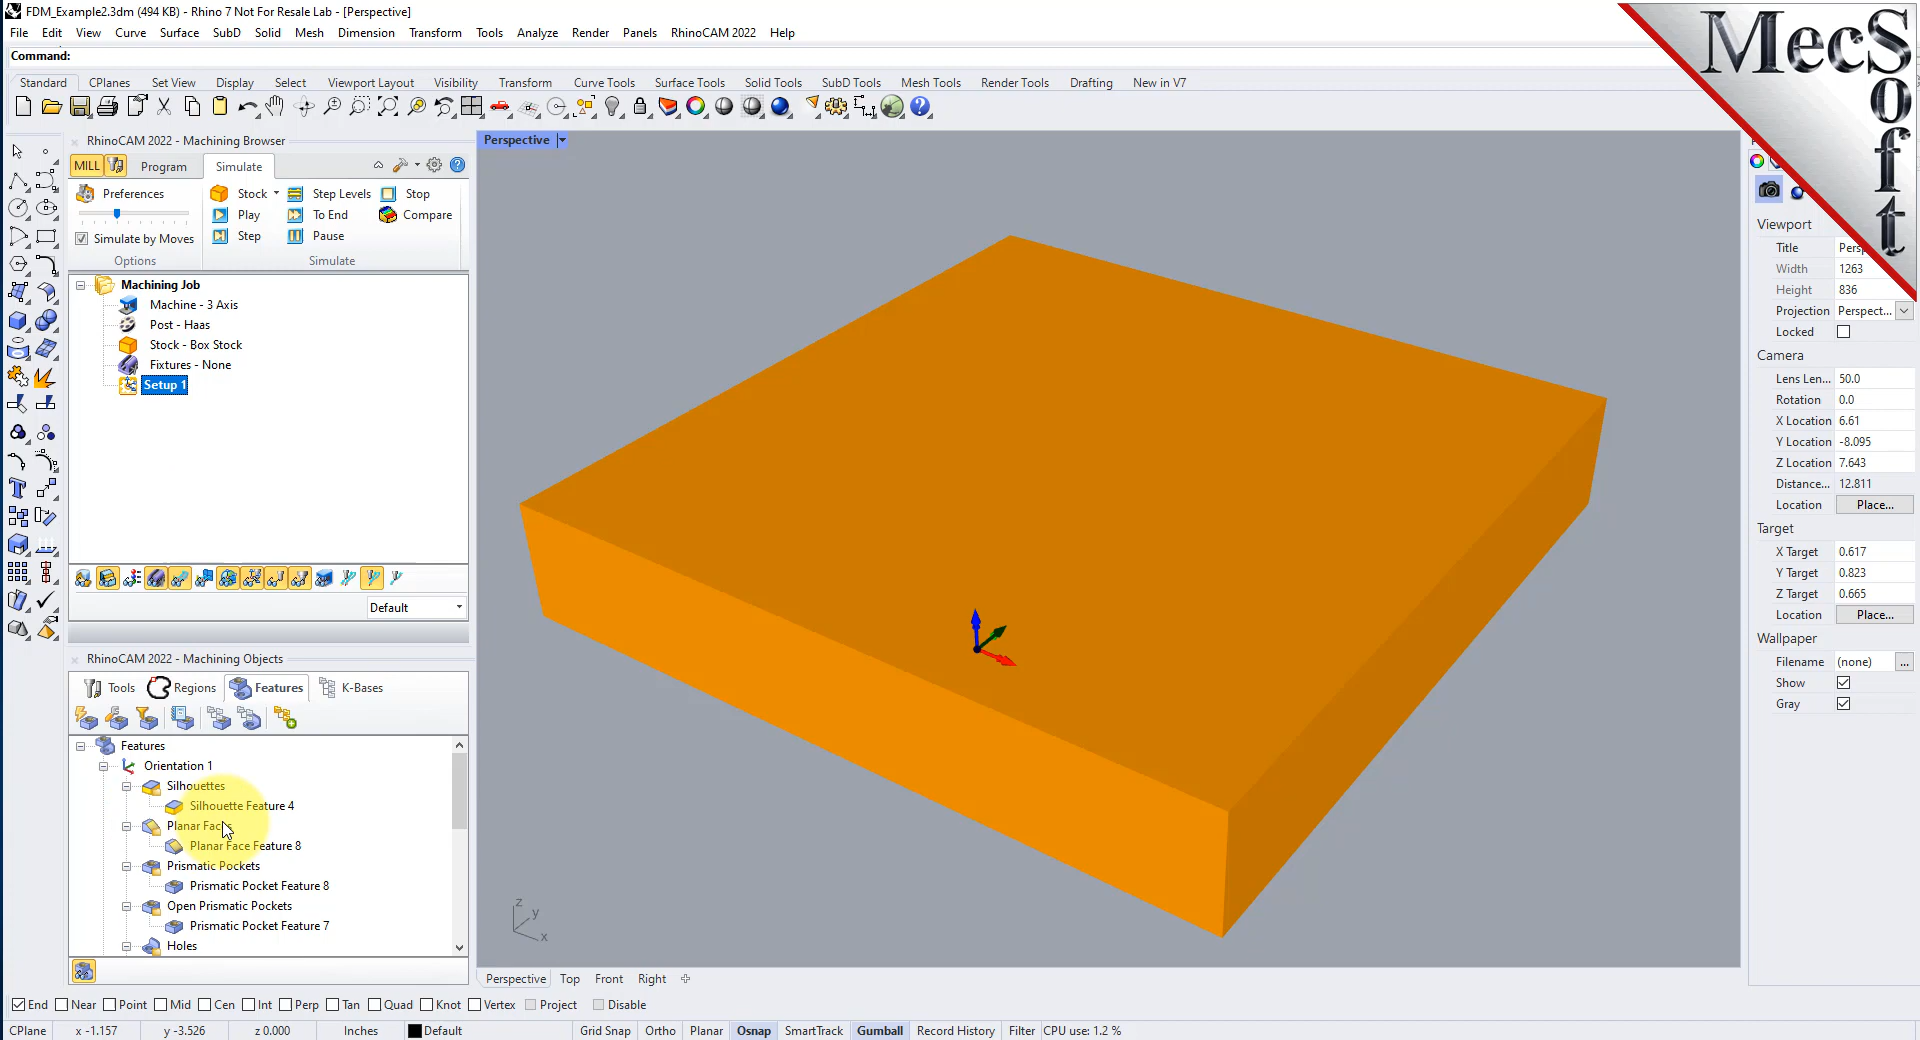 FDM_Example2.3dm (494 KB) - Rhino 7 Not For Resale Lab - [Perspective]
File Edit View Curve Surface SubD Solid Mesh Dimension Transform Tools Analyze Render Panels RhinoCAM 2022 Help
Command:
Standard CPlanes Set View Display Select Viewport Layout Visibility Transform Curve Tools Surface Tools Solid Tools SubD Tools Mesh Tools Render Tools Drafting New in V7
MecSoft
RhinoCAM 2022 - Machining Browser
MILL Program Simulate
Preferences Stock Step Levels Stop
Play To End Compare
Simulate by Moves Step Pause
Options Simulate
Machining Job
Machine - 3 Axis
Post - Haas
Stock - Box Stock
Fixtures - None
Setup 1
Default
RhinoCAM 2022 - Machining Objects
Tools Regions Features K-Bases
Features
Orientation 1
Silhouettes
Silhouette Feature 4
Planar Faces
Planar Face Feature 8
Prismatic Pockets
Prismatic Pocket Feature 8
Open Prismatic Pockets
Prismatic Pocket Feature 7
Holes
Perspective
z
y
x
Perspective Top Front Right
Viewport
Title
Width 1263
Height 836
Projection Perspect...
Locked
Camera
Lens Len... 50.0
Rotation 0.0
X Location 6.61
Y Location -8.095
Z Location 7.643
Distance... 12.811
Location Place...
Target
X Target 0.617
Y Target 0.823
Z Target 0.665
Location Place...
Wallpaper
Filename (none) ...
Show
Gray
End Near Point Mid Cen Int Perp Tan Quad Knot Vertex Project Disable
CPlane x -1.157 y -3.526 z 0.000 Inches Default Grid Snap Ortho Planar Osnap SmartTrack Gumball Record History Filter CPU use: 1.2 %